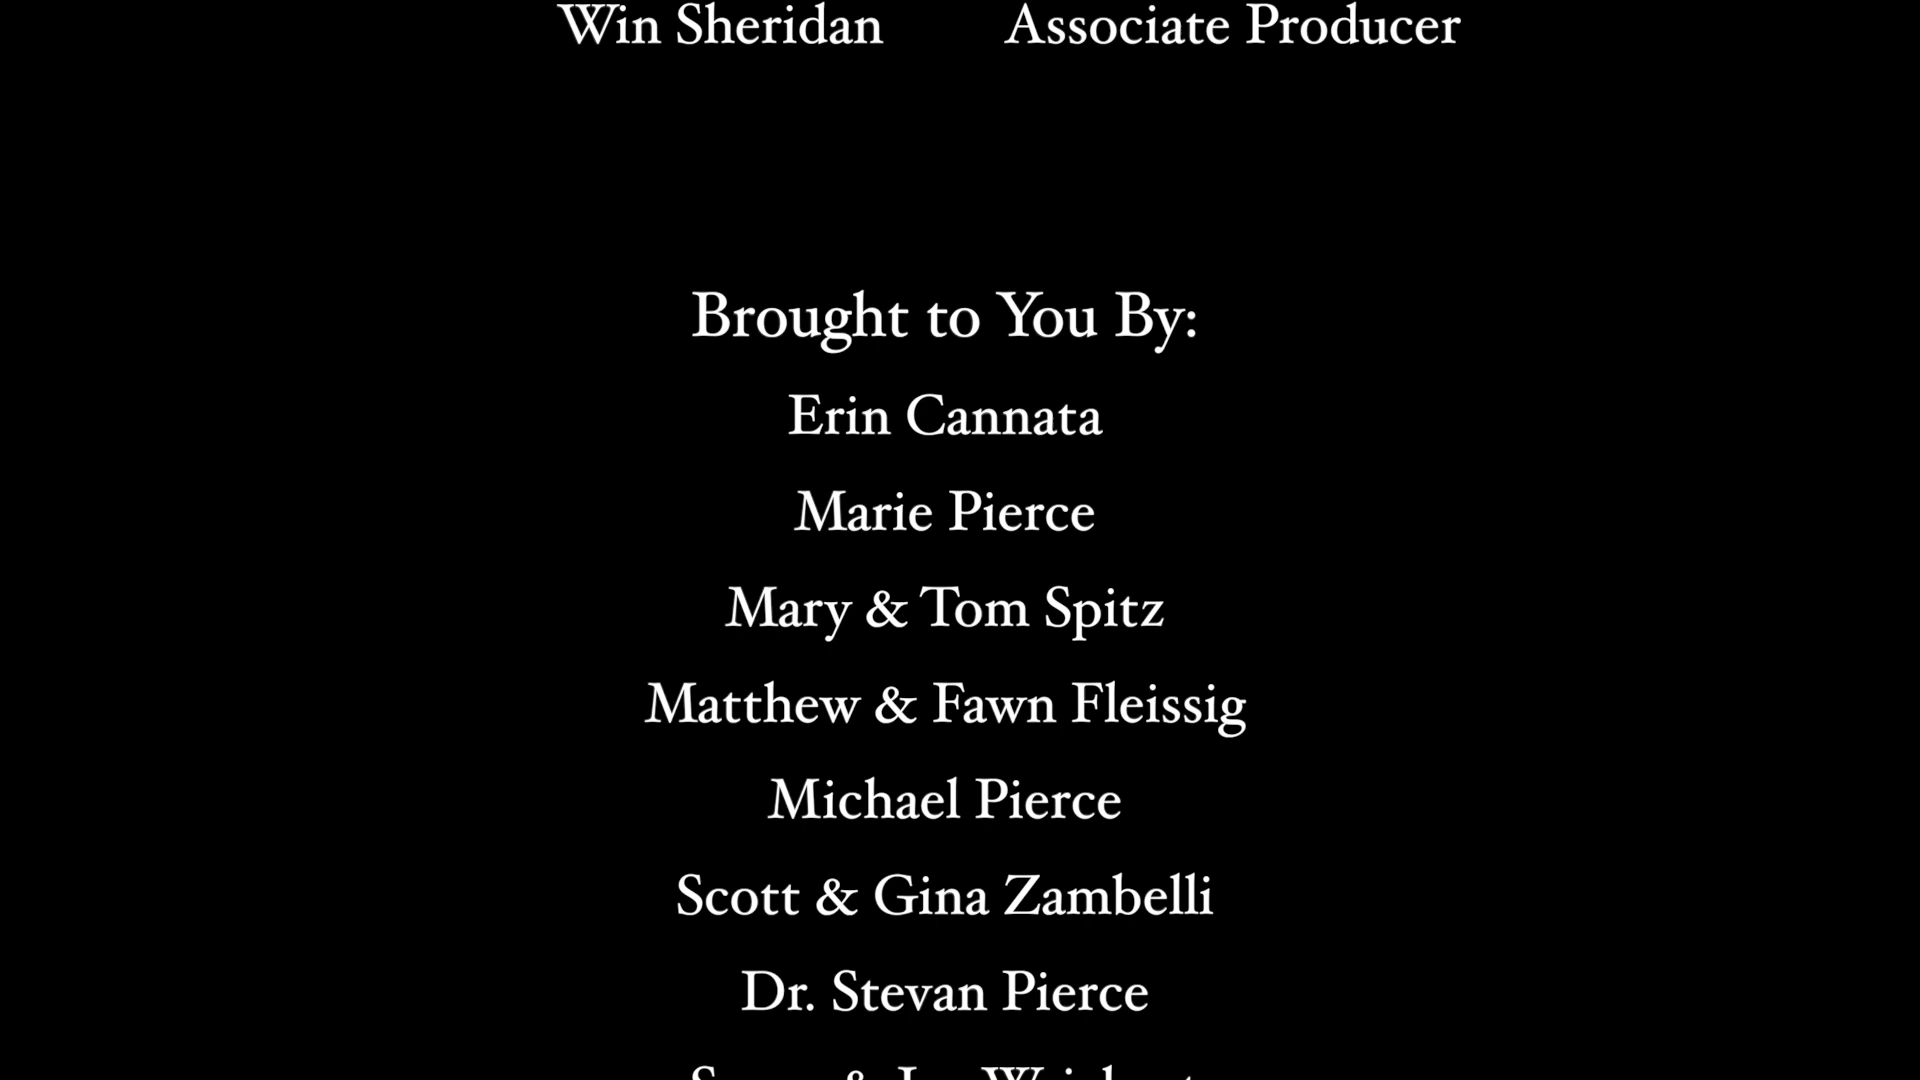 Win Sheridan Associate Producer
Brought to You By:
Erin Cannata
Marie Pierce
Mary & Tom Spitz
Matthew & Fawn Fleissig
Michael Pierce
Scott & Gina Zambelli
Dr. Stevan Pierce